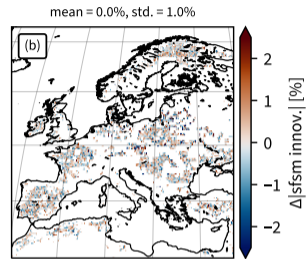 mean = 0.0%, std. = 1.0%
(b)
2
1
0
−1
−2
Δ|sfsm innov.| [%]